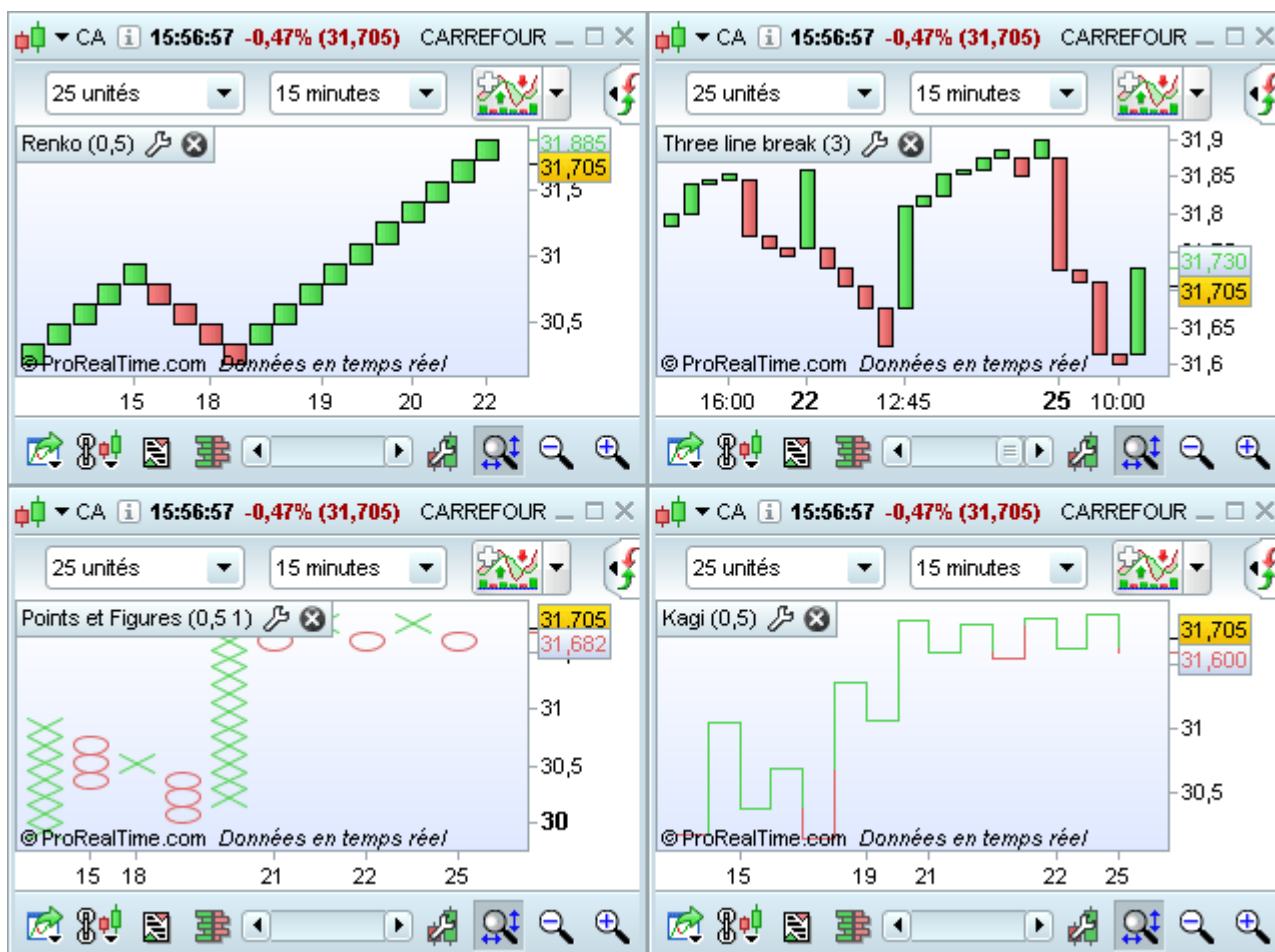 CA 15:56:57 -0,47% (31,705) CARREFOUR
25 unités 15 minutes
Renko (0,5)
31,885
31,705
31,5
31
30,5
© ProRealTime.com Données en temps réel
15 18 19 20 22
CA 15:56:57 -0,47% (31,705) CARREFOUR
25 unités 15 minutes
Three line break (3)
31,9
31,85
31,8
31,730
31,705
31,65
31,6
© ProRealTime.com Données en temps réel
16:00 22 12:45 25 10:00
CA 15:56:57 -0,47% (31,705) CARREFOUR
25 unités 15 minutes
Points et Figures (0,5 1)
31,705
31,682
31
30,5
30
© ProRealTime.com Données en temps réel
15 18 21 22 25
CA 15:56:57 -0,47% (31,705) CARREFOUR
25 unités 15 minutes
Kagi (0,5)
31,705
31,600
31
30,5
© ProRealTime.com Données en temps réel
15 19 21 22 25